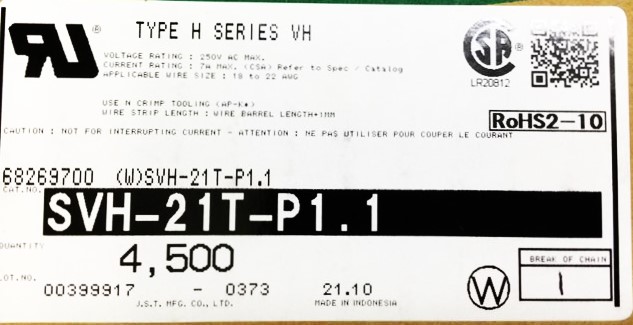 TYPE H SERIES VH
VOLTAGE RATING : 250V AC MAX.
CURRENT RATING : 7A MAX. (CSA) Refer to Spec / Catalog
APPLICABLE WIRE SIZE : 18 to 22 AWG
LR20812
USE N CRIMP TOOLING (AP-K*)
WIRE STRIP LENGTH : WIRE BARREL LENGTH+1MM
RoHS2-10
CAUTION : NOT FOR INTERRUPTING CURRENT - ATTENTION : NE PAS UTILISER POUR COUPER LE COURANT
68269700 (W)SVH-21T-P1.1
CAT.NO.
SVH-21T-P1.1
QUANTITY
4,500
BREAK OF CHAIN
W
1
LOT.NO.
00399917 - 0373 21.10
J.S.T. MFG. CO., LTD. MADE IN INDONESIA